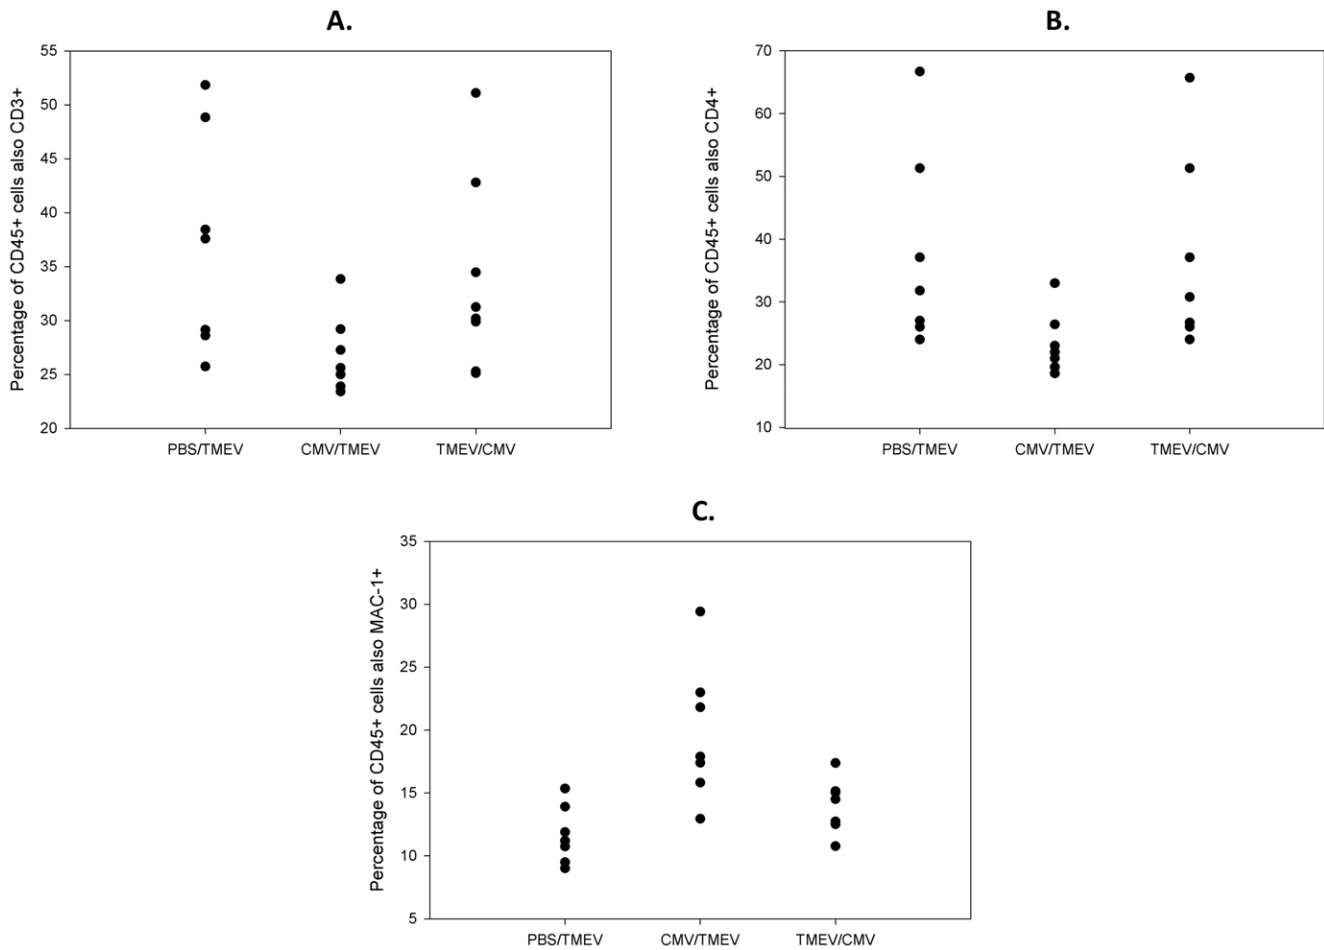 A.
Percentage of CD45+ cells also CD3+
55
50
45
40
35
30
25
20
PBS/TMEV
CMV/TMEV
TMEV/CMV
B.
Percentage of CD45+ cells also CD4+
70
60
50
40
30
20
10
PBS/TMEV
CMV/TMEV
TMEV/CMV
C.
Percentage of CD45+ cells also MAC-1+
35
30
25
20
15
10
5
PBS/TMEV
CMV/TMEV
TMEV/CMV